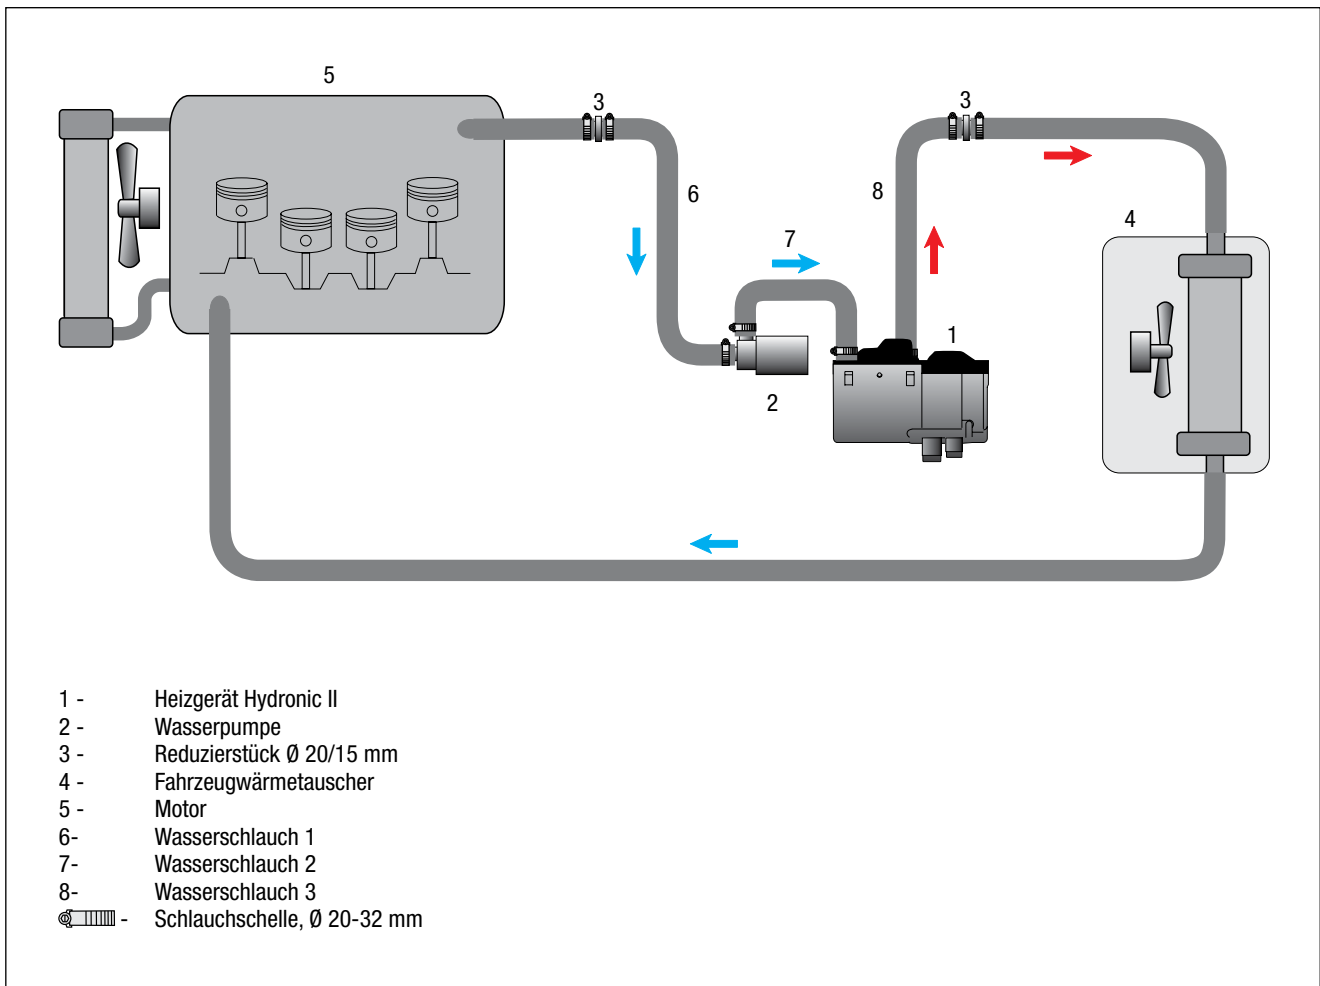 5
3
3
6
8
4
7
1
2
1 - Heizgerät Hydronic II
2 - Wasserpumpe
3 - Reduzierstück Ø 20/15 mm
4 - Fahrzeugwärmetauscher
5 - Motor
6- Wasserschlauch 1
7- Wasserschlauch 2
8- Wasserschlauch 3
- Schlauchschelle, Ø 20-32 mm